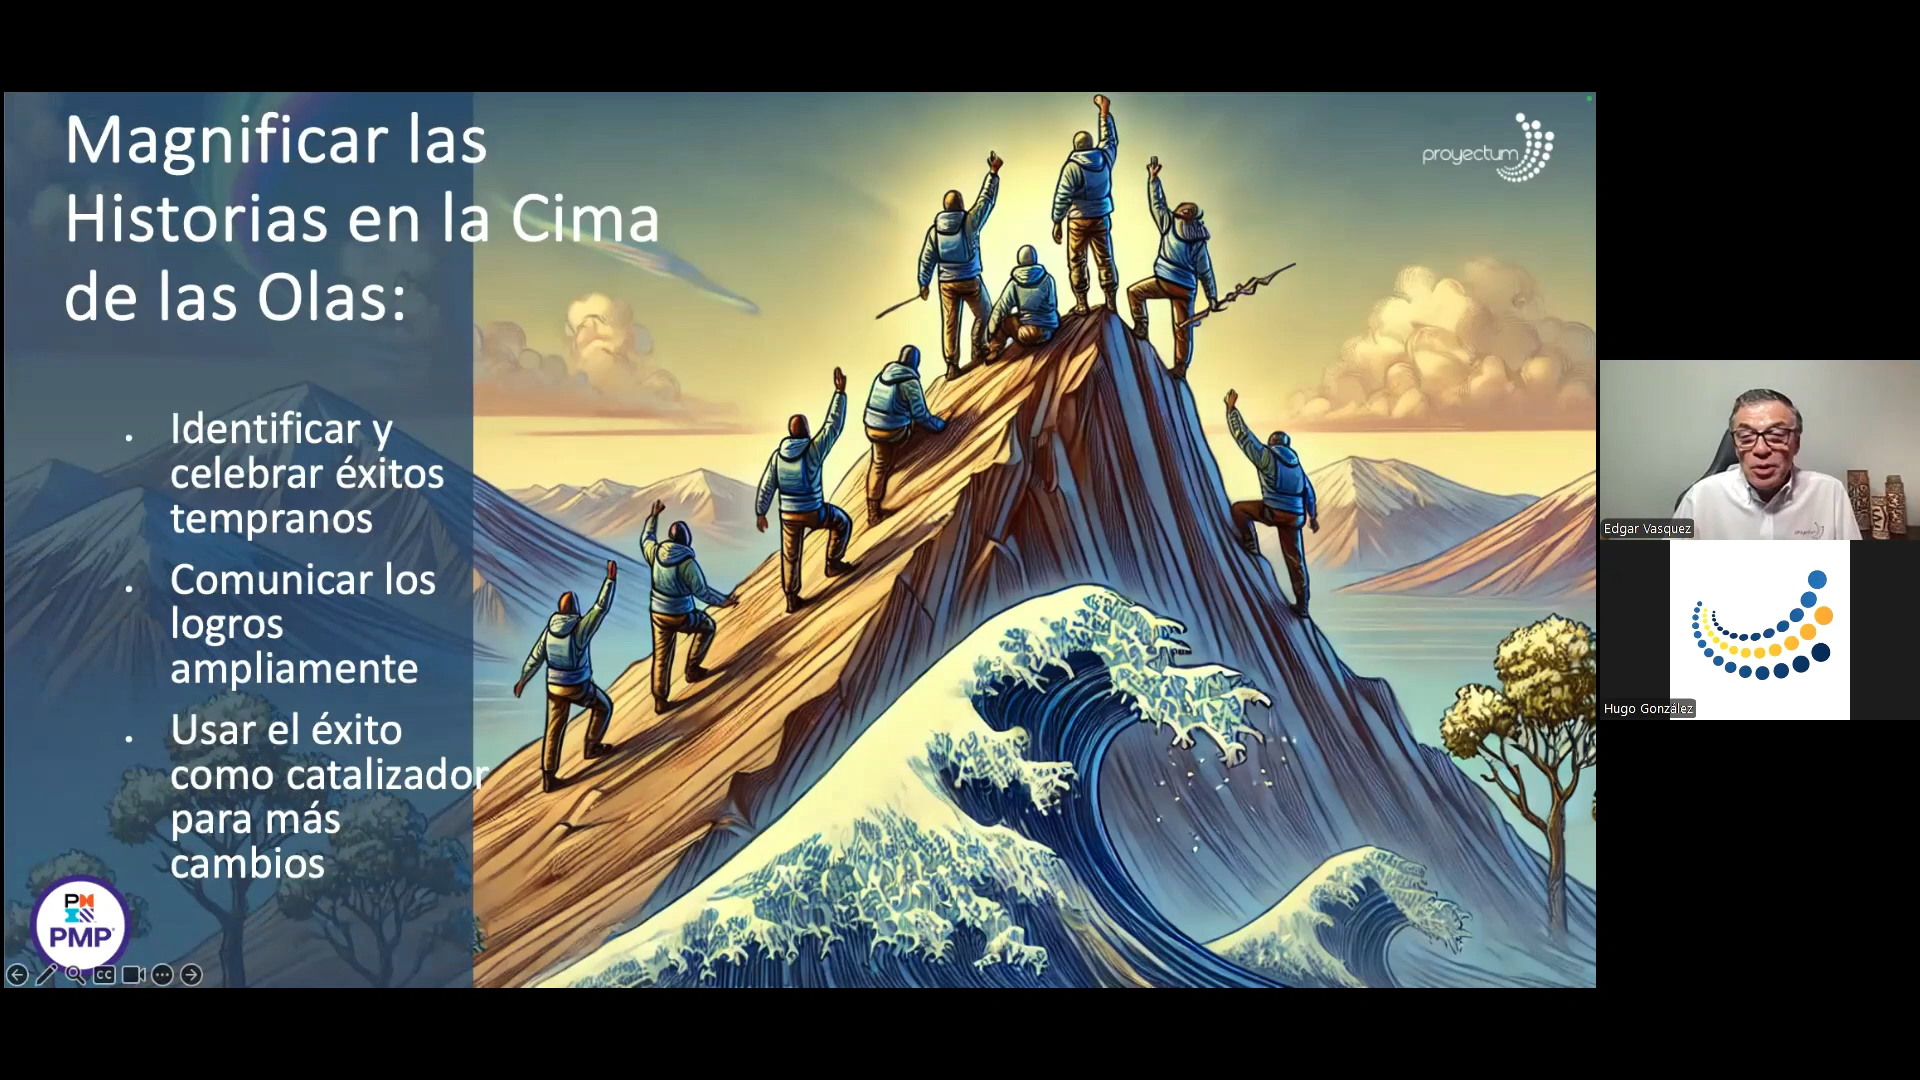 Magnificar las
Historias en la Cima
de las Olas:
proyectum
• Identificar y
celebrar éxitos
tempranos
• Comunicar los
logros
ampliamente
• Usar el éxito
como catalizador
para más
cambios
PMP
CC
Edgar Vasquez
Hugo González